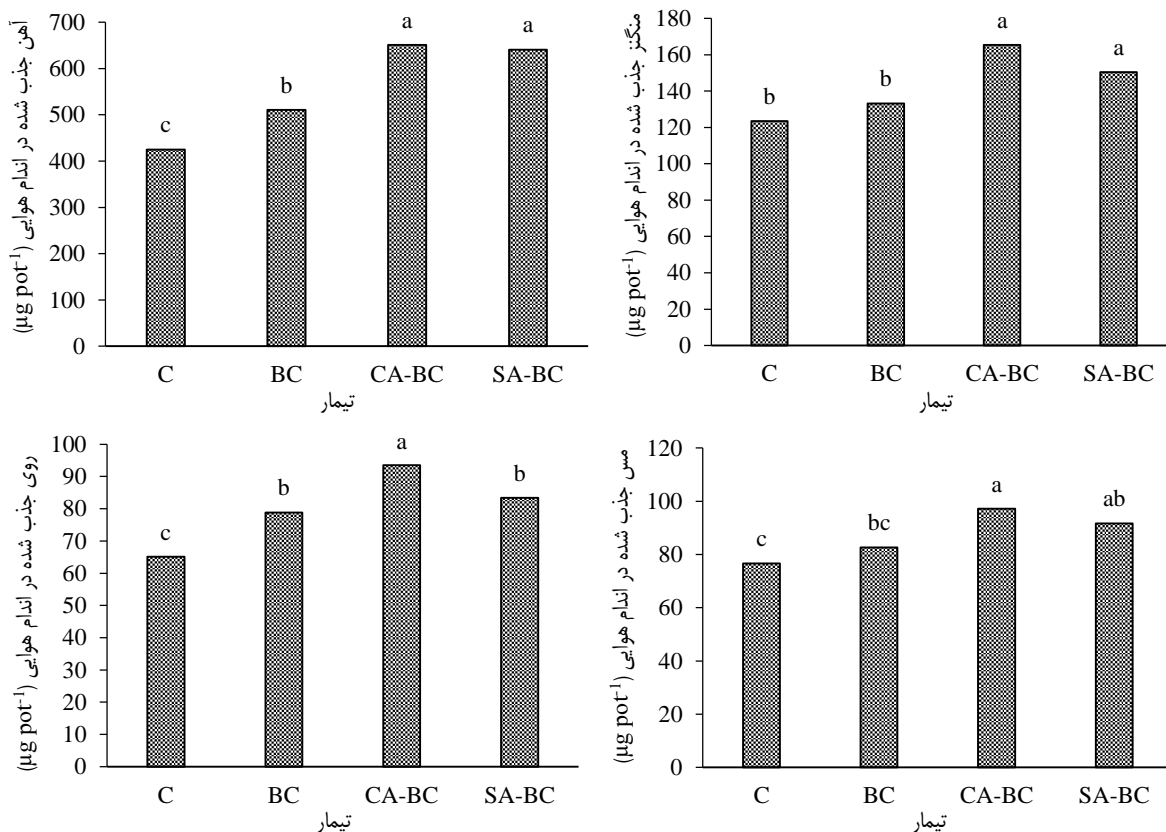 آهن جذب شده در اندام هوایی
(µg pot⁻¹)
700
600
500
400
300
200
100
0
c
b
a
a
C BC CA-BC SA-BC
تیمار
منگنز جذب شده در اندام هوایی
(µg pot⁻¹)
180
160
140
120
100
80
60
40
20
0
b
b
a
a
C BC CA-BC SA-BC
تیمار
روی جذب شده در اندام هوایی
(µg pot⁻¹)
100
90
80
70
60
50
40
30
20
10
0
c
b
a
b
C BC CA-BC SA-BC
تیمار
مس جذب شده در اندام هوایی
(µg pot⁻¹)
120
100
80
60
40
20
0
c
bc
a
ab
C BC CA-BC SA-BC
تیمار